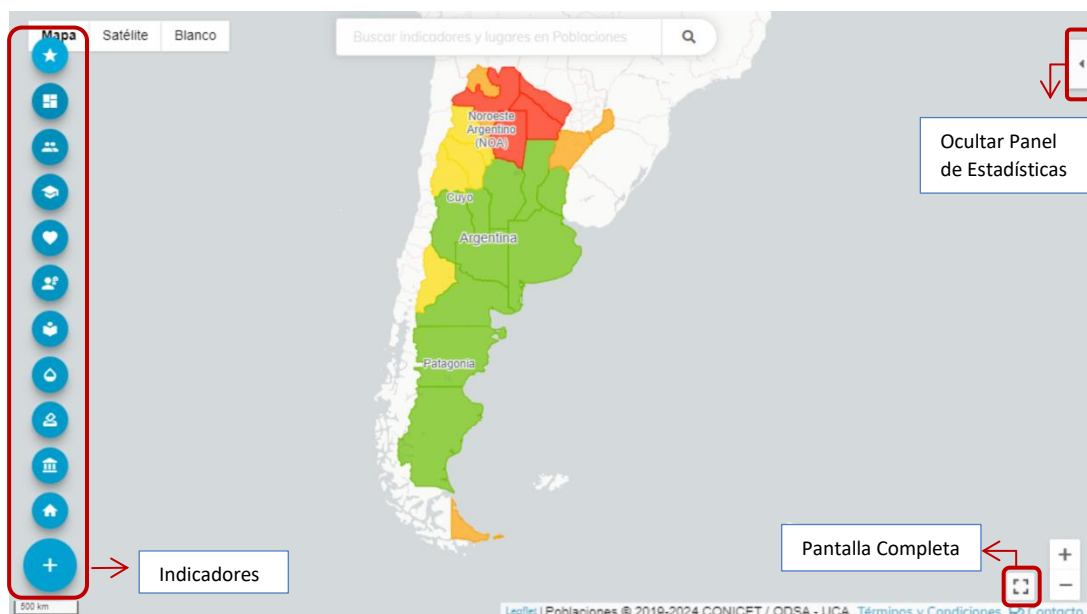 Mapa Satélite Blanco
Buscar indicadores y lugares en Poblaciones
Noroeste
Argentino
(NOA)
Ocultar Panel
de Estadísticas
Cuyo
Argentina
Patagonia
Pantalla Completa
+
+
−
Indicadores
500 km
Leaflet | Poblaciones © 2019-2024 CONICET / ODSA - UCA. Términos y Condiciones. Contacto